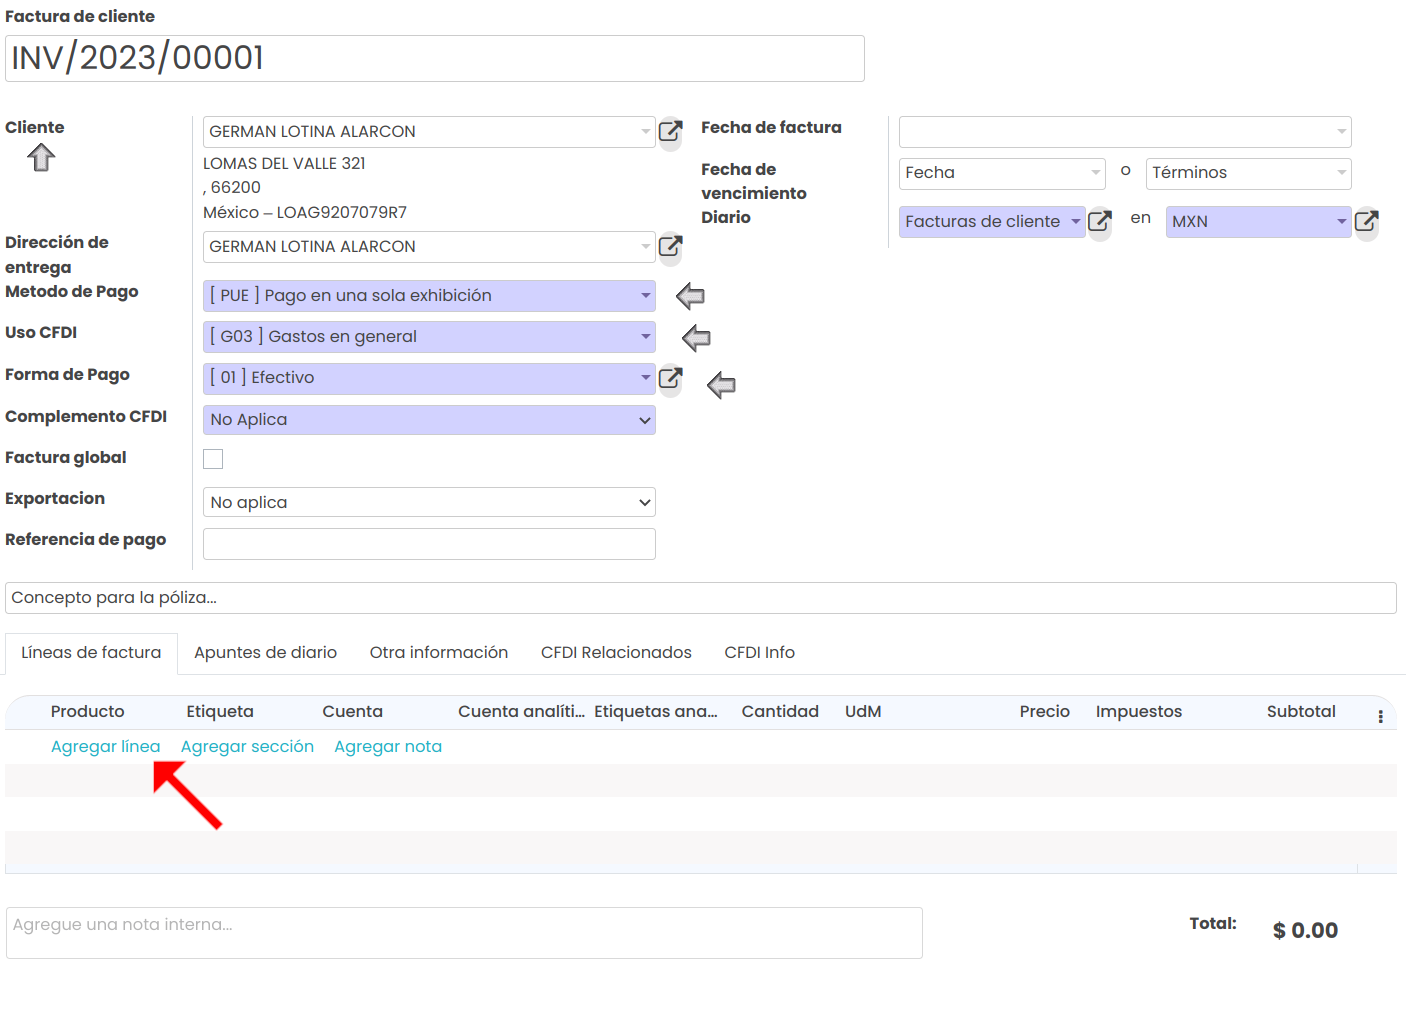 Factura de cliente
INV/2023/00001
Cliente
GERMAN LOTINA ALARCON
LOMAS DEL VALLE 321
, 66200
México – LOAG9207079R7
Dirección de
entrega
GERMAN LOTINA ALARCON
Metodo de Pago
[ PUE ] Pago en una sola exhibición
Uso CFDI
[ G03 ] Gastos en general
Forma de Pago
[ 01 ] Efectivo
Complemento CFDI
No Aplica
Factura global
Exportacion
No aplica
Referencia de pago
Fecha de factura
Fecha de
vencimiento
Fecha o Términos
Diario
Facturas de cliente en MXN
Concepto para la póliza...
Líneas de factura Apuntes de diario Otra información CFDI Relacionados CFDI Info
Producto Etiqueta Cuenta Cuenta analíti... Etiquetas ana... Cantidad UdM Precio Impuestos Subtotal
Agregar línea Agregar sección Agregar nota
Agregue una nota interna...
Total: $ 0.00